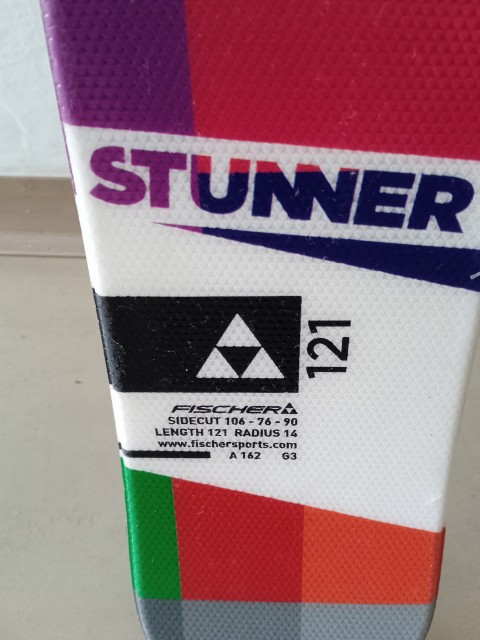 STUNNER
121
FISCHER
SIDECUT 106 - 76 - 90
LENGTH 121 RADIUS 14
www.fischersports.com
A 162 G3